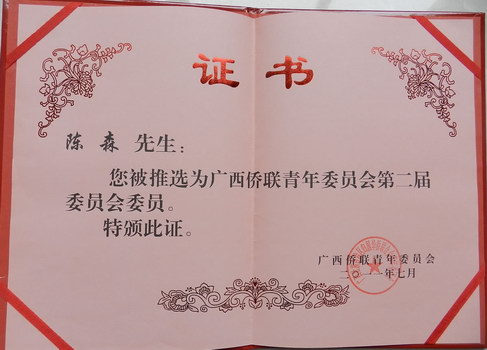 证书
陈 森 先生：
您被推选为广西侨联青年委员会第二届
委员会委员。
特颁此证。
广西侨联青年委员会
二〇一一年七月